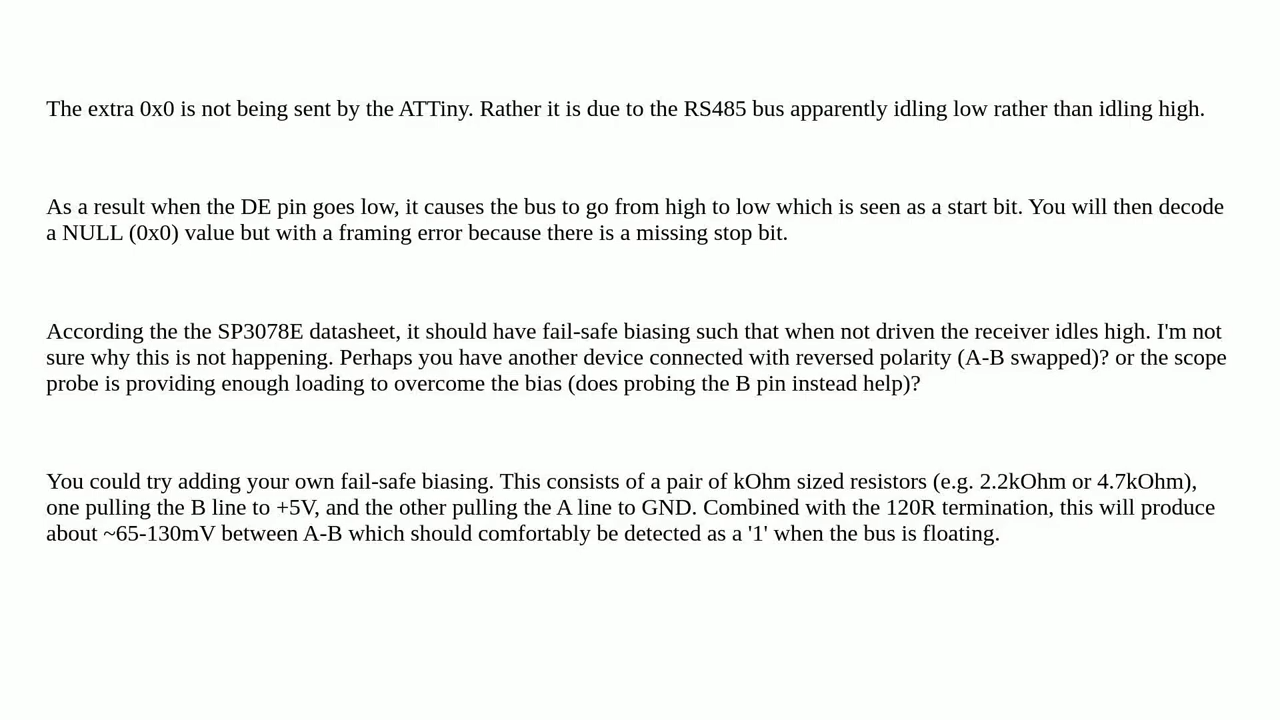 The extra 0x0 is not being sent by the ATTiny. Rather it is due to the RS485 bus apparently idling low rather than idling high.
As a result when the DE pin goes low, it causes the bus to go from high to low which is seen as a start bit. You will then decode
a NULL (0x0) value but with a framing error because there is a missing stop bit.
According the the SP3078E datasheet, it should have fail-safe biasing such that when not driven the receiver idles high. I'm not
sure why this is not happening. Perhaps you have another device connected with reversed polarity (A-B swapped)? or the scope
probe is providing enough loading to overcome the bias (does probing the B pin instead help)?
You could try adding your own fail-safe biasing. This consists of a pair of kOhm sized resistors (e.g. 2.2kOhm or 4.7kOhm),
one pulling the B line to +5V, and the other pulling the A line to GND. Combined with the 120R termination, this will produce
about ~65-130mV between A-B which should comfortably be detected as a '1' when the bus is floating.